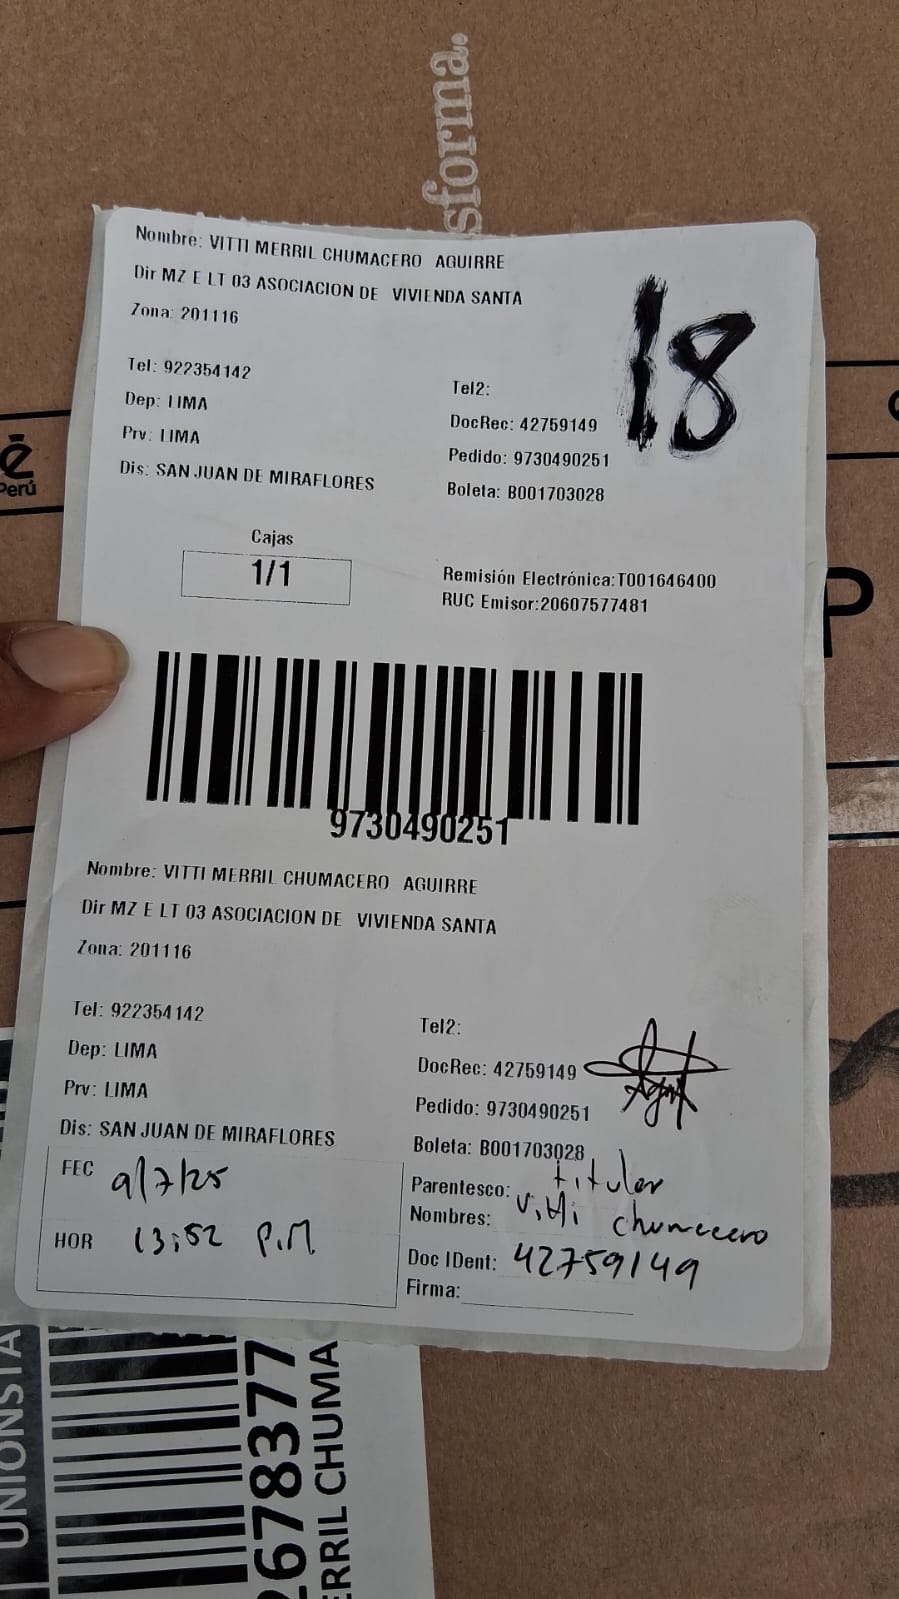 sforma.
Nombre: VITTI MERRIL CHUMACERO AGUIRRE
Dir MZ E LT 03 ASOCIACION DE VIVIENDA SANTA
Zona: 201116
18
Tel: 922354142
Tel2:
Dep: LIMA
DocRec: 42759149
Prv: LIMA
Pedido: 9730490251
Dis: SAN JUAN DE MIRAFLORES
Boleta: B001703028
é
Perú
Cajas
1/1
Remisión Electrónica:T001646400
RUC Emisor:20607577481
P
9730490251
Nombre: VITTI MERRIL CHUMACERO AGUIRRE
Dir MZ E LT 03 ASOCIACION DE VIVIENDA SANTA
Zona: 201116
Tel: 922354142
Tel2:
Dep: LIMA
DocRec: 42759149
Prv: LIMA
Pedido: 9730490251
Dis: SAN JUAN DE MIRAFLORES
Boleta: B001703028
FEC 9/7/25
Parentesco: titular
Nombres: Vitti chumacero
HOR 13:52 P.M
Doc IDent: 42759149
Firma:
UNIONSTA
2678377
ERRIL CHUMA